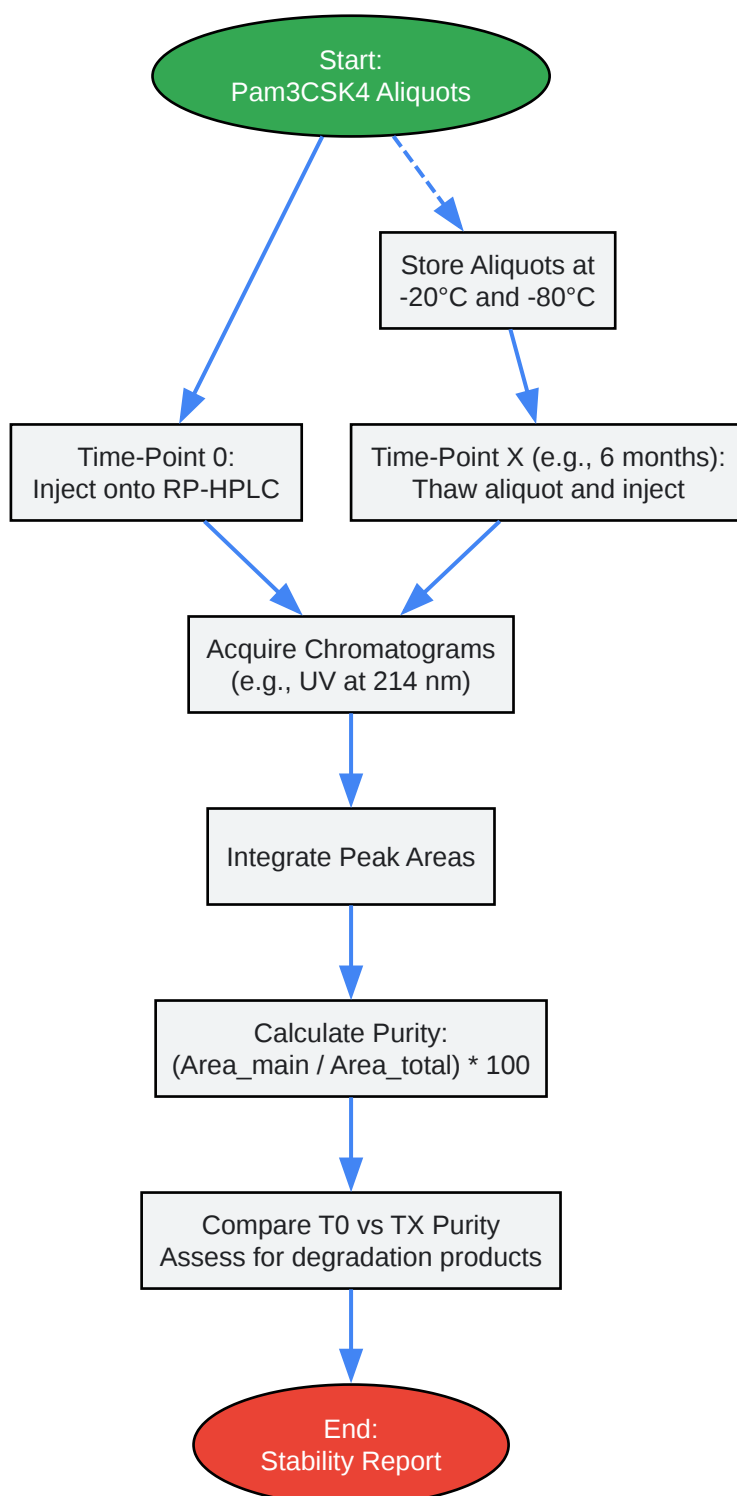 Start:
Pam3CSK4 Aliquots
Store Aliquots at
-20°C and -80°C
Time-Point 0:
Inject onto RP-HPLC
Time-Point X (e.g., 6 months):
Thaw aliquot and inject
Acquire Chromatograms
(e.g., UV at 214 nm)
Integrate Peak Areas
Calculate Purity:
(Area_main / Area_total) * 100
Compare T0 vs TX Purity
Assess for degradation products
End:
Stability Report